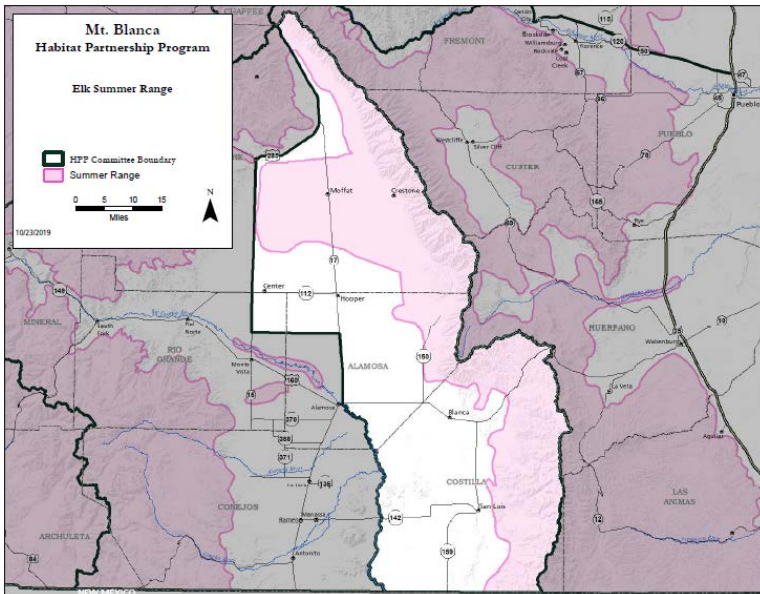 Mt. Blanca
Habitat Partnership Program
Elk Summer Range
HPP Committee Boundary
Summer Range
0 5 10 15
Miles
N
10/23/2019
CHAFFEE
FREMONT
Canon
City
Brookside
Williamsburg
Rockvale
Coal
Creek
Florence
115
120
50
67
47
96
Pueblo
PUEBLO
78
Westcliffe
Silver Cliff
CUSTER
165
69
Rye
285
Moffat
Crestone
17
Center
112
Hooper
149
MINERAL
South
Fork
Del
Norte
RIO
GRANDE
Monte
Vista
160
15
ALAMOSA
Alamosa
150
370
368
371
Blanca
HUERFANO
25
10
Walsenburg
La Veta
Aguilar
COSTILLA
San Luis
142
159
La Jara
136
CONEJOS
Romeo
Manassa
Antonito
ARCHULETA
84
LAS
ANIMAS
12
NEW MEXICO